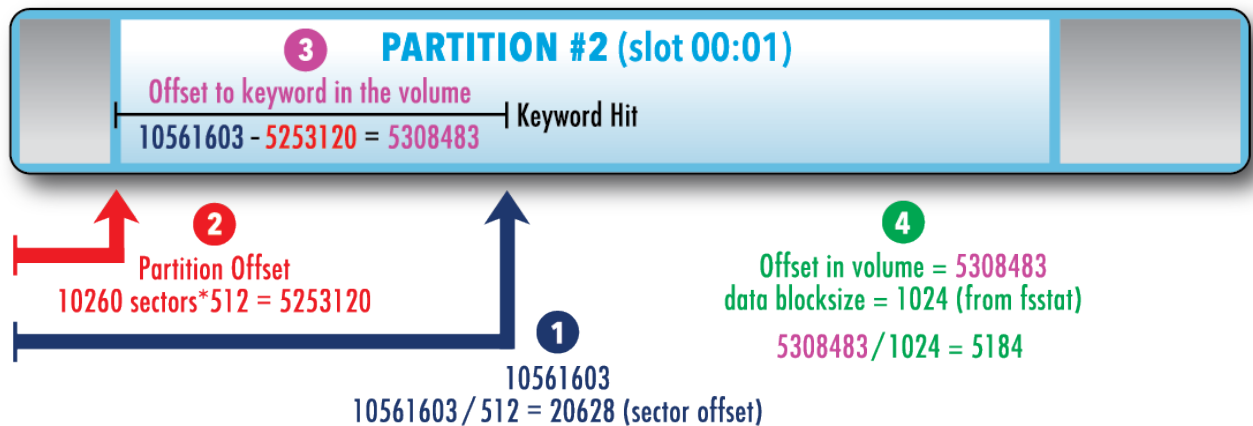 PARTITION #2 (slot 00:01)
3
Offset to keyword in the volume
Keyword Hit
10561603 - 5253120 = 5308483
2
Partition Offset
10260 sectors*512 = 5253120
4
Offset in volume = 5308483
data blocksize = 1024 (from fsstat)
5308483/1024 = 5184
1
10561603
10561603/512 = 20628 (sector offset)